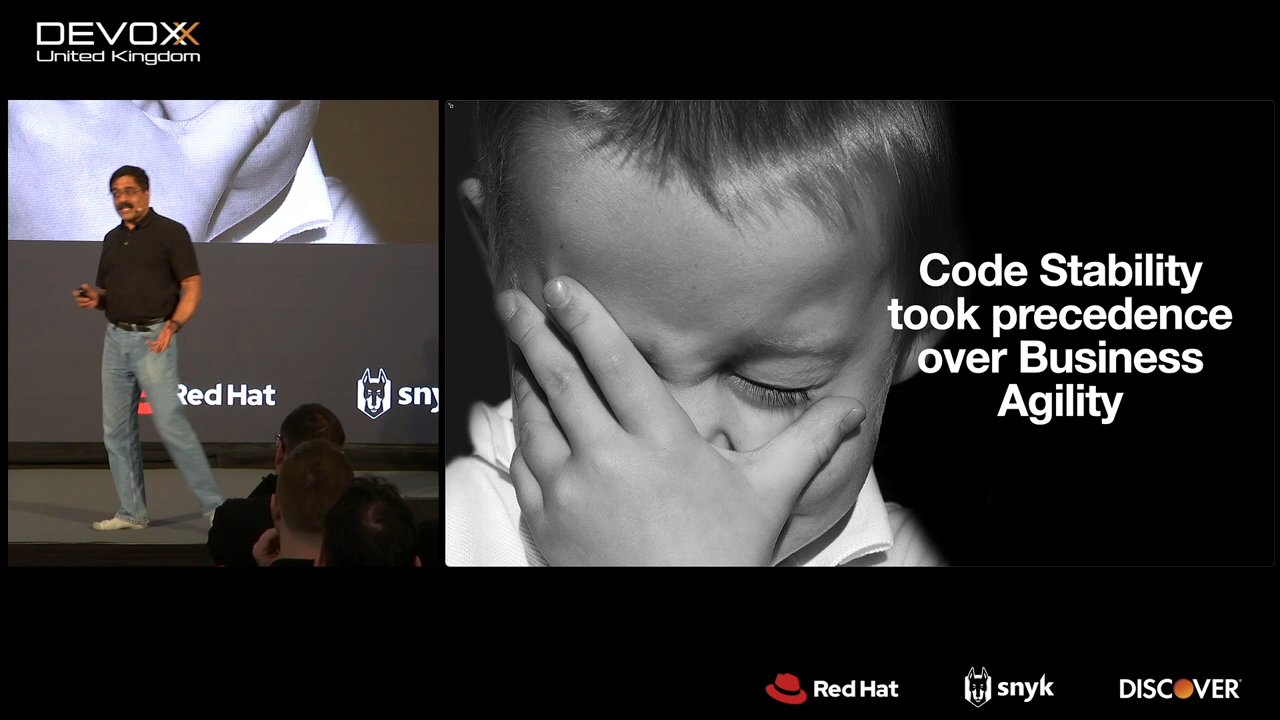 DEVOXX
United Kingdom
Red Hat
sny
Code Stability
took precedence
over Business
Agility
Red Hat
snyk
DISCOVER